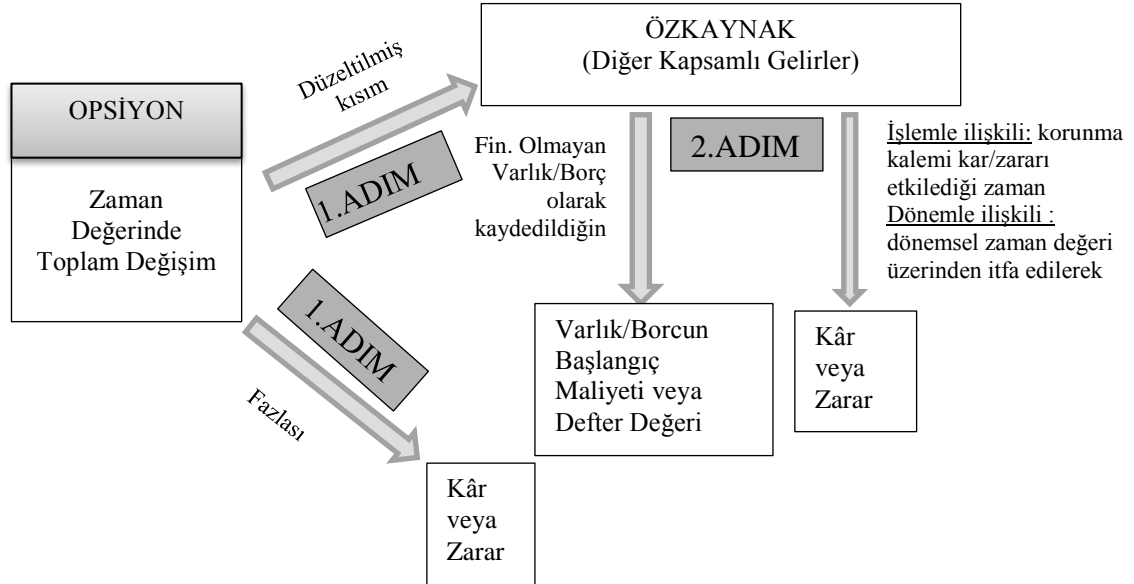 ÖZKAYNAK
(Diğer Kapsamlı Gelirler)
OPSİYON
Zaman
Değerinde
Toplam Değişim
Düzeltilmiş
kısım
1.ADIM
Fin. Olmayan
Varlık/Borç
olarak
kaydedildiğin
2.ADIM
İşlemle ilişkili: korunma
kalemi kar/zararı
etkilediği zaman
Dönemle ilişkili :
dönemsel zaman değeri
üzerinden itfa edilerek
1.ADIM
Fazlası
Varlık/Borcun
Başlangıç
Maliyeti veya
Defter Değeri
Kâr
veya
Zarar
Kâr
veya
Zarar